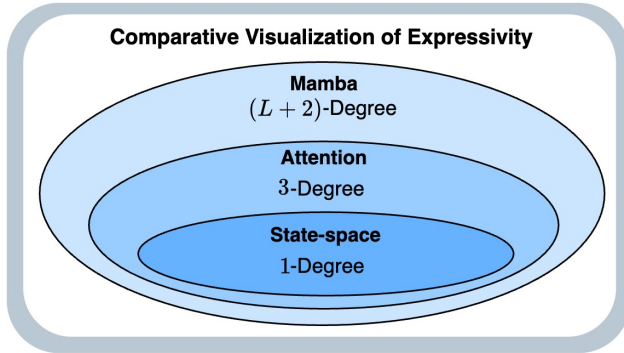 Comparative Visualization of Expressivity
Mamba
(L + 2)-Degree
Attention
3-Degree
State-space
1-Degree